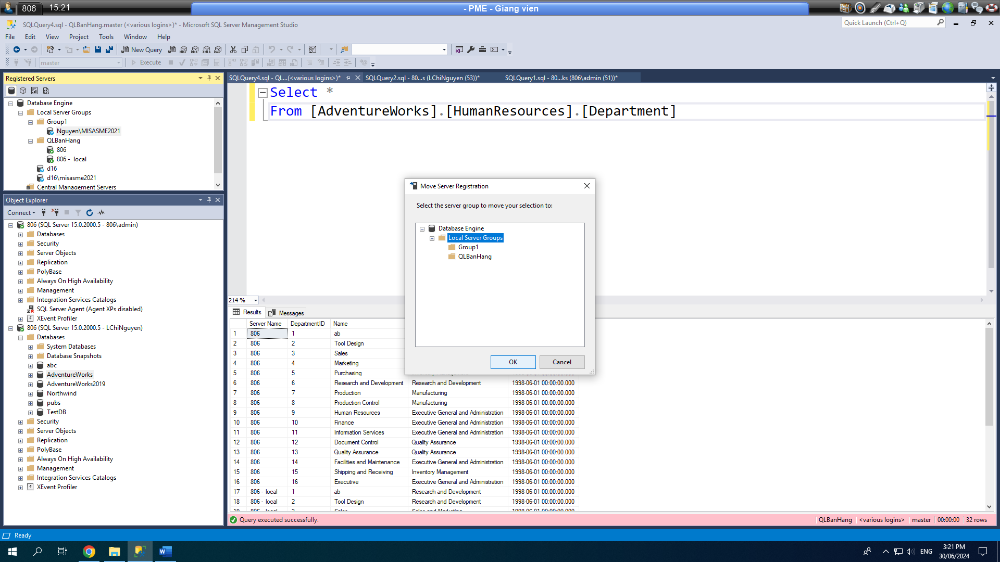 806
15:21
- PME - Giang vien
SQLQuery4.sql - QLBanHang.master (<various logins>)* - Microsoft SQL Server Management Studio
Quick Launch (Ctrl+Q)
File Edit View Project Tools Window Help
New Query
MDX DMX XMLA DAX
master
Execute
Registered Servers
Database Engine
Local Server Groups
Group1
Nguyen\MISASME2021
QLBanHang
806
806 - local
d16
d16\misasme2021
Central Management Servers
Object Explorer
Connect
806 (SQL Server 15.0.2000.5 - 806\admin)
Databases
Security
Server Objects
Replication
PolyBase
Always On High Availability
Management
Integration Services Catalogs
SQL Server Agent (Agent XPs disabled)
XEvent Profiler
806 (SQL Server 15.0.2000.5 - LChiNguyen)
Databases
System Databases
Database Snapshots
abc
AdventureWorks
AdventureWorks2019
Northwind
pubs
TestDB
Security
Server Objects
Replication
PolyBase
Always On High Availability
Management
Integration Services Catalogs
XEvent Profiler
SQLQuery4.sql - QL...(<various logins>)* SQLQuery2.sql - 80...s (LChiNguyen (53))* SQLQuery1.sql - 80...ks (806\admin (51))*
Select *
From [AdventureWorks].[HumanResources].[Department]
Move Server Registration
Select the server group to move your selection to:
Database Engine
Local Server Groups
Group1
QLBanHang
OK Cancel
214 %
Results Messages
Server Name DepartmentID Name
1 806 1 ab
2 806 2 Tool Design
3 806 3 Sales
4 806 4 Marketing
5 806 5 Purchasing
6 806 6 Research and Development Research and Development 1998-06-01 00:00:00.000
7 806 7 Production Manufacturing 1998-06-01 00:00:00.000
8 806 8 Production Control Manufacturing 1998-06-01 00:00:00.000
9 806 9 Human Resources Executive General and Administration 1998-06-01 00:00:00.000
10 806 10 Finance Executive General and Administration 1998-06-01 00:00:00.000
11 806 11 Information Services Executive General and Administration 1998-06-01 00:00:00.000
12 806 12 Document Control Quality Assurance 1998-06-01 00:00:00.000
13 806 13 Quality Assurance Quality Assurance 1998-06-01 00:00:00.000
14 806 14 Facilities and Maintenance Executive General and Administration 1998-06-01 00:00:00.000
15 806 15 Shipping and Receiving Inventory Management 1998-06-01 00:00:00.000
16 806 16 Executive Executive General and Administration 1998-06-01 00:00:00.000
17 806 - local 1 ab Research and Development 1998-06-01 00:00:00.000
18 806 - local 2 Tool Design Research and Development 1998-06-01 00:00:00.000
Query executed successfully.
QLBanHang <various logins> master 00:00:00 32 rows
Ready
ENG
3:21 PM
30/06/2024